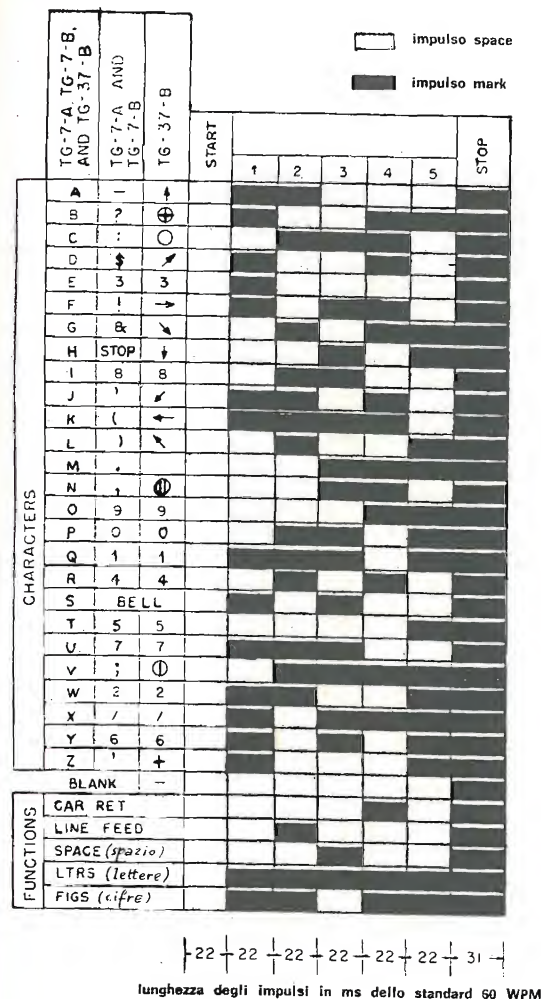 impulso space
impulso mark
TG-7-A, TG-7-B, AND TG-37-B
TG-7-A AND TG-7-B
TG-37-B
START
STOP
1 2 3 4 5
CHARACTERS
A – ↑
B ? ⊕
C : ○
D $ ↗
E 3 3
F ! →
G & ↘
H STOP ↓
I 8 8
J ' ↙
K ( ←
L ) ↖
M .
N , ⦷
O 9 9
P 0 0
Q 1 1
R 4 4
S BELL
T 5 5
U 7 7
V ; ⦶
W 2 2
X / /
Y 6 6
Z " +
BLANK –
FUNCTIONS
CAR RET
LINE FEED
SPACE (spazio)
LTRS (lettere)
FIGS (cifre)
22 22 22 22 22 22 31
lunghezza degli impulsi in ms dello standard 60 WPM